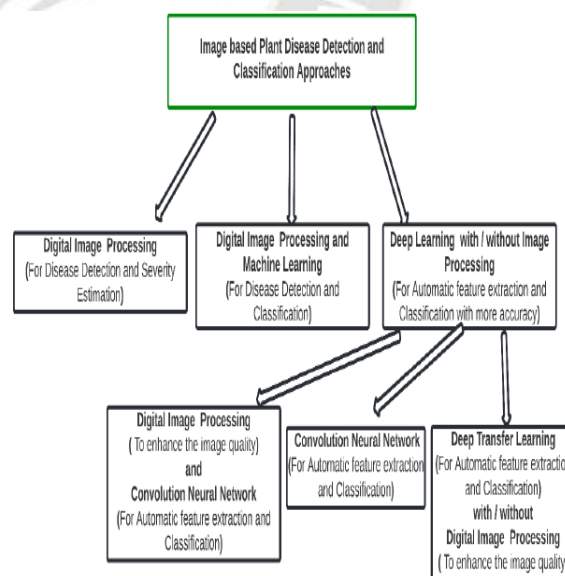 Image based Plant Disease Detection and
Classification Approaches
Digital Image Processing
(For Disease Detection and Severity
Estimation)
Digital Image Processing and
Machine Learning
(For Disease Detection and
Classification)
Deep Learning with / without Image
Processing
(For Automatic feature extraction and
Classification with more accuracy)
Digital Image Processing
( To enhance the image quality)
and
Convolution Neural Network
(For Automatic feature extraction and
Classification)
Convolution Neural Network
(For Automatic feature extraction
and Classification)
Deep Transfer Learning
(For Automatic feature extractio
and Classification)
with / without
Digital Image Processing
( To enhance the image quality